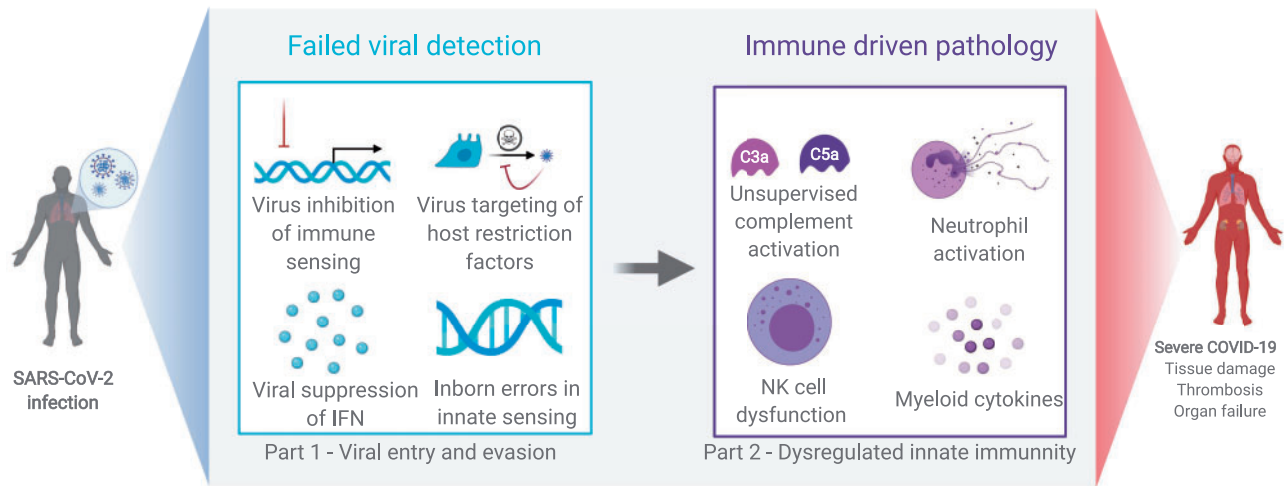 Failed viral detection
Immune driven pathology
Virus inhibition
of immune
sensing
Virus targeting of
host restriction
factors
Viral suppression
of IFN
Inborn errors in
innate sensing
C3a
C5a
Unsupervised
complement
activation
Neutrophil
activation
NK cell
dysfunction
Myeloid cytokines
SARS-CoV-2
infection
Part 1 - Viral entry and evasion
Part 2 - Dysregulated innate immunnity
Severe COVID-19
Tissue damage
Thrombosis
Organ failure